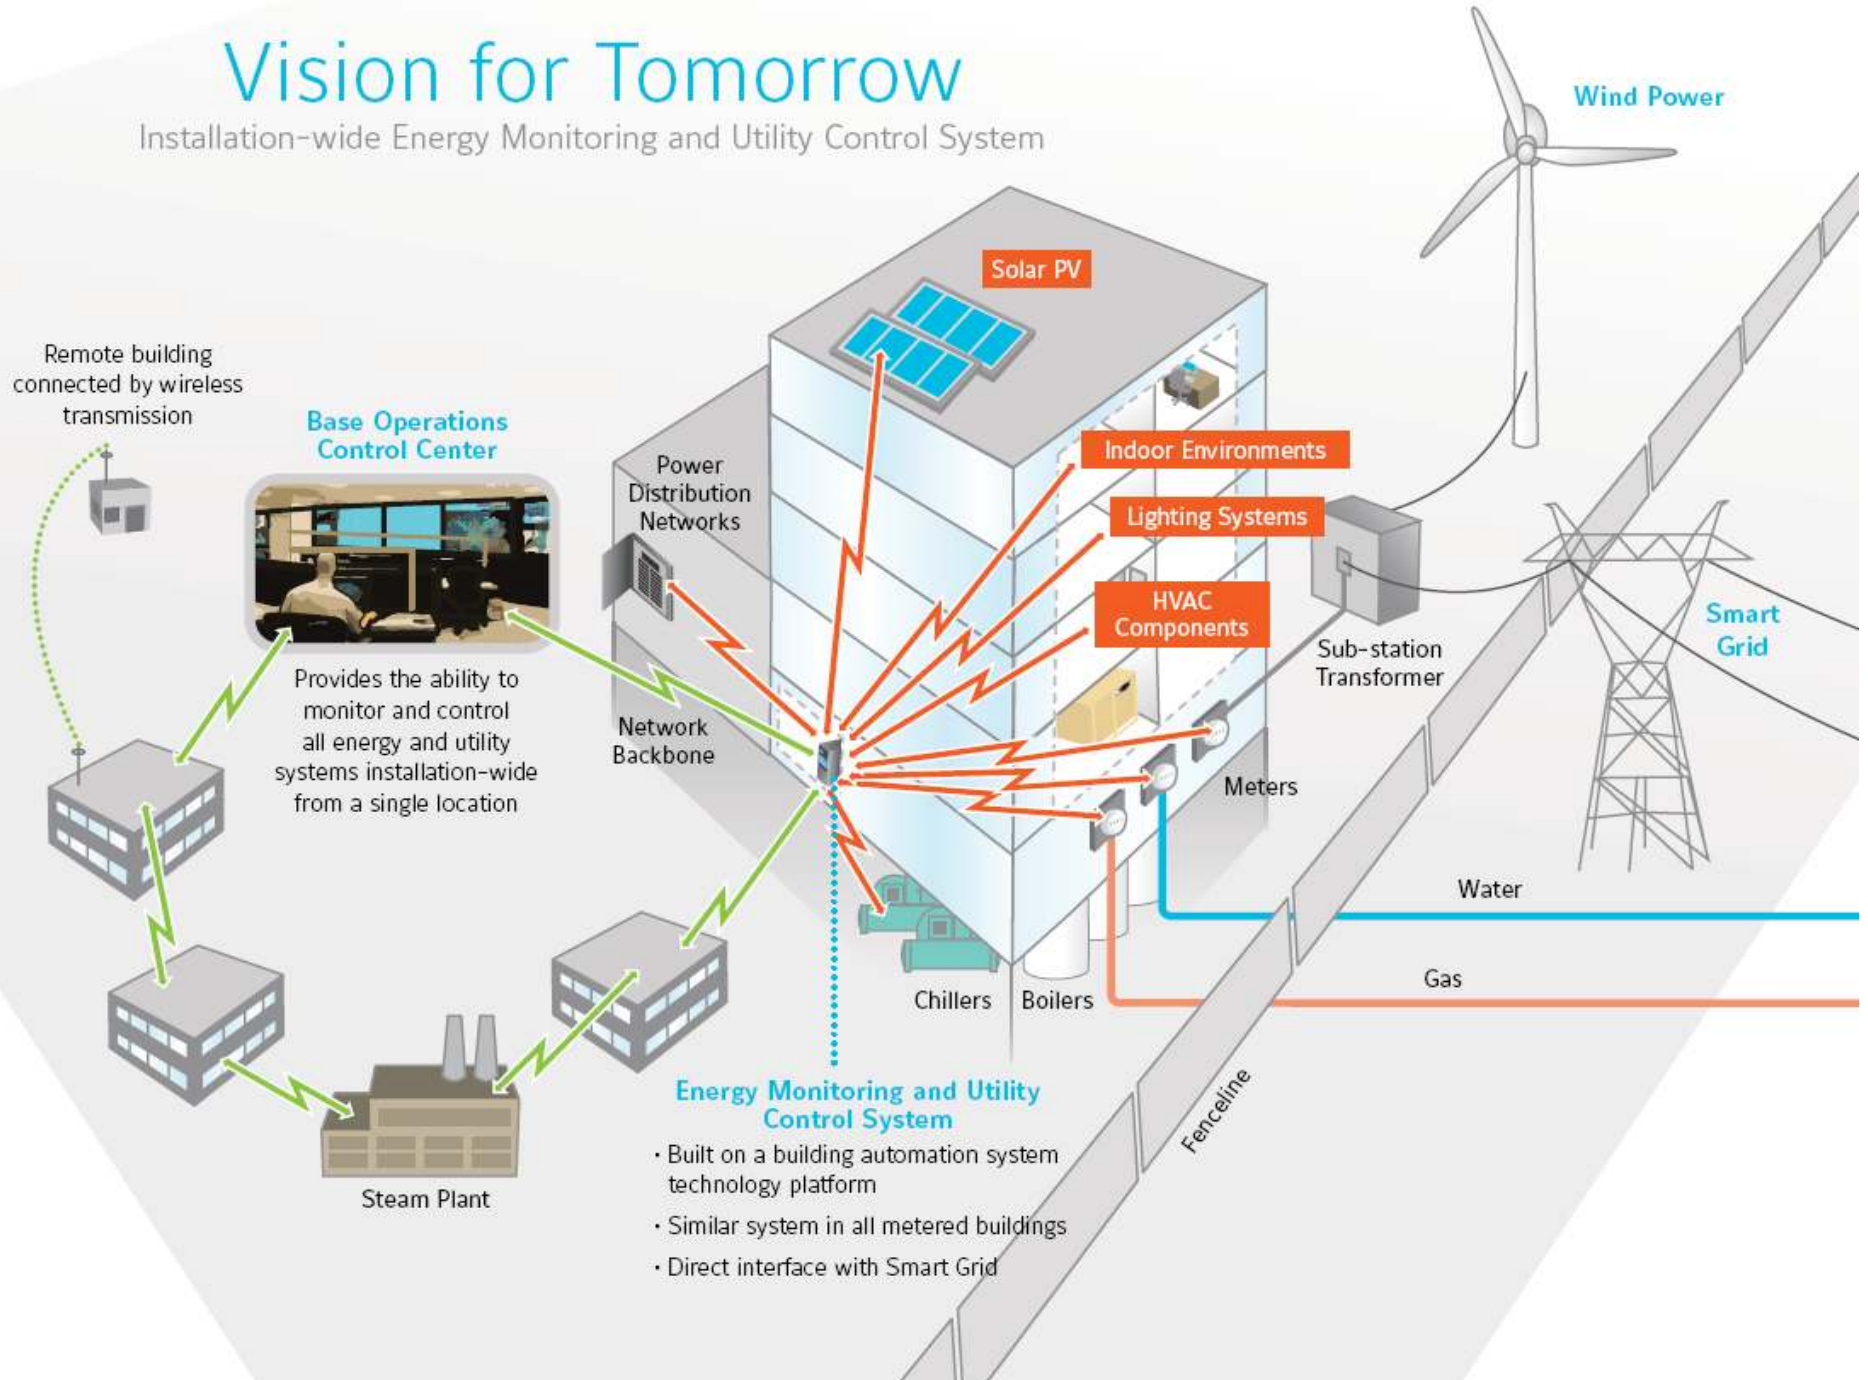 Vision for Tomorrow
Installation-wide Energy Monitoring and Utility Control System
Wind Power
Solar PV
Remote building
connected by wireless
transmission
Base Operations
Control Center
Power
Distribution
Networks
Indoor Environments
Lighting Systems
HVAC
Components
Smart
Grid
Sub-station
Transformer
Provides the ability to
monitor and control
all energy and utility
systems installation-wide
from a single location
Network
Backbone
Meters
Water
Gas
Chillers
Boilers
Fenceline
Steam Plant
Energy Monitoring and Utility
Control System
· Built on a building automation system
technology platform
· Similar system in all metered buildings
· Direct interface with Smart Grid